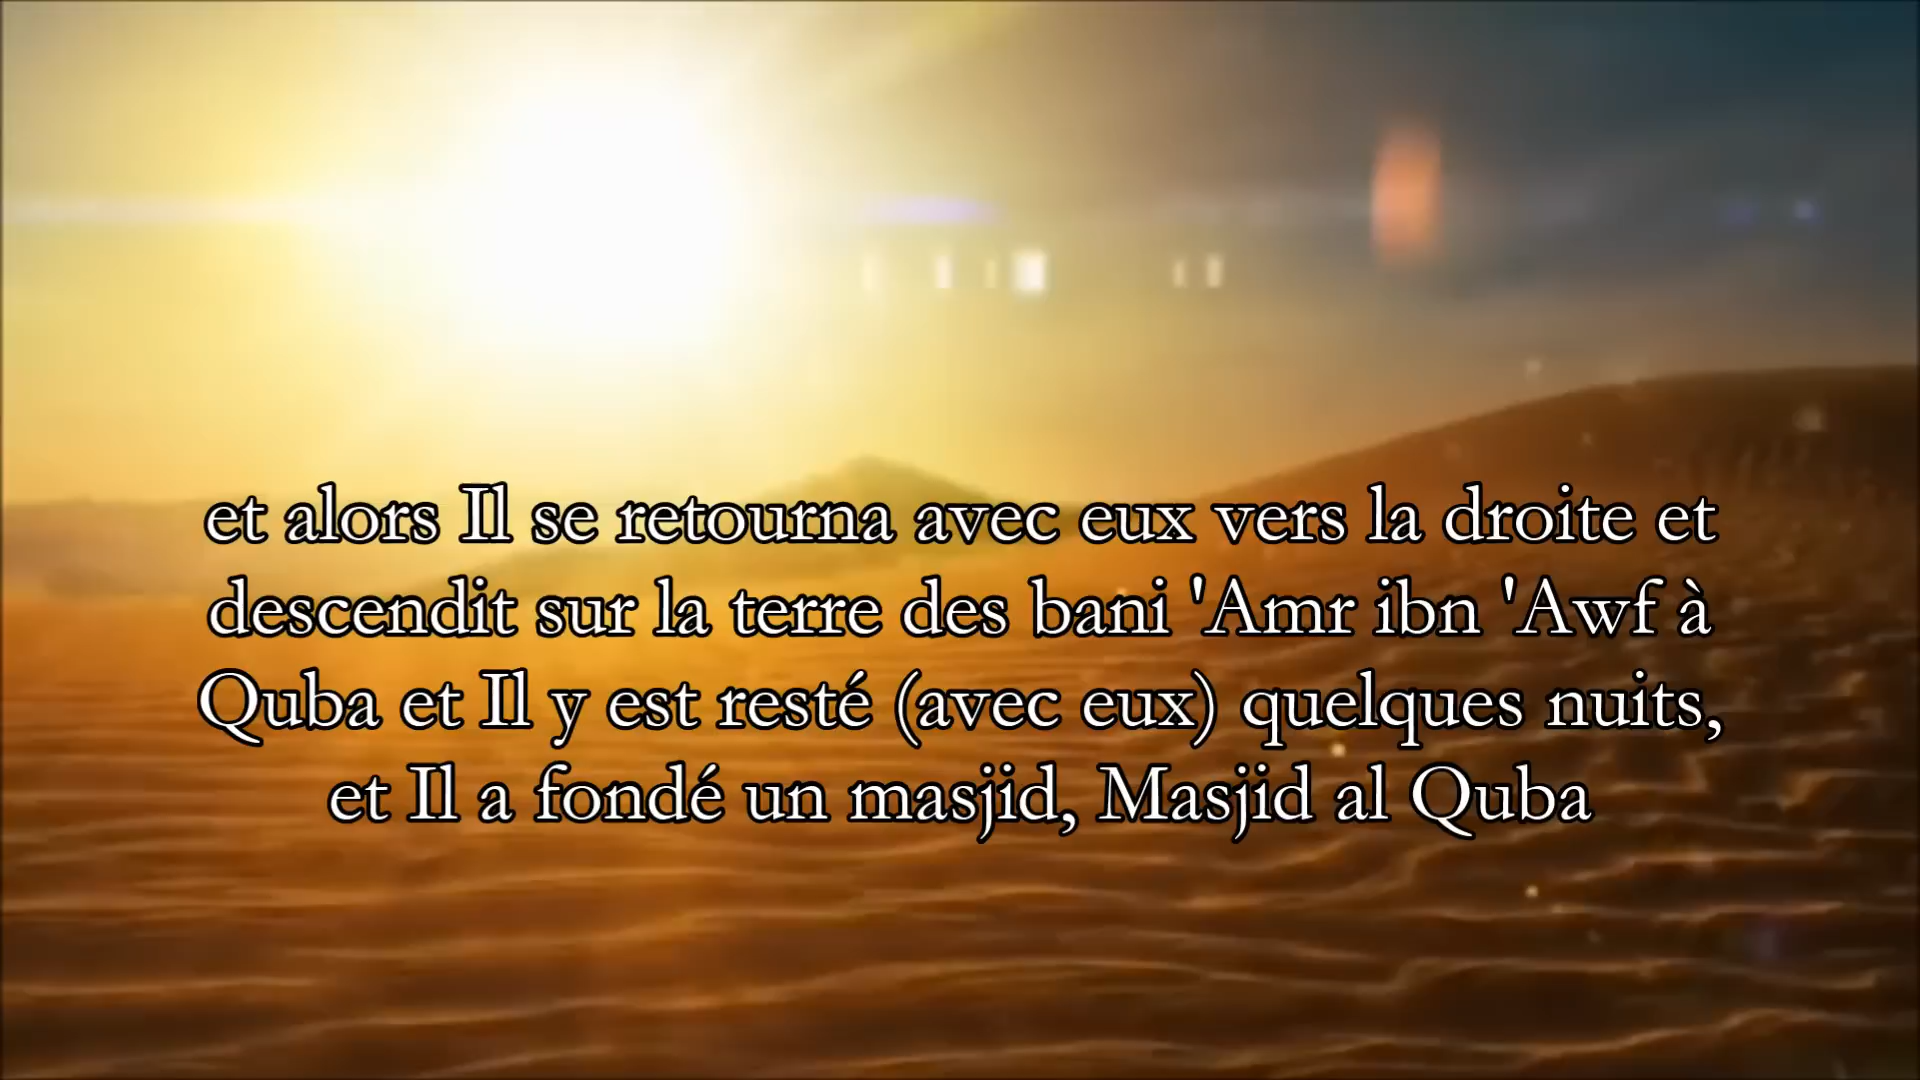 et alors Il se retourna avec eux vers la droite et
descendit sur la terre des bani 'Amr ibn 'Awf à
Quba et Il y est resté (avec eux) quelques nuits,
et Il a fondé un masjid, Masjid al Quba